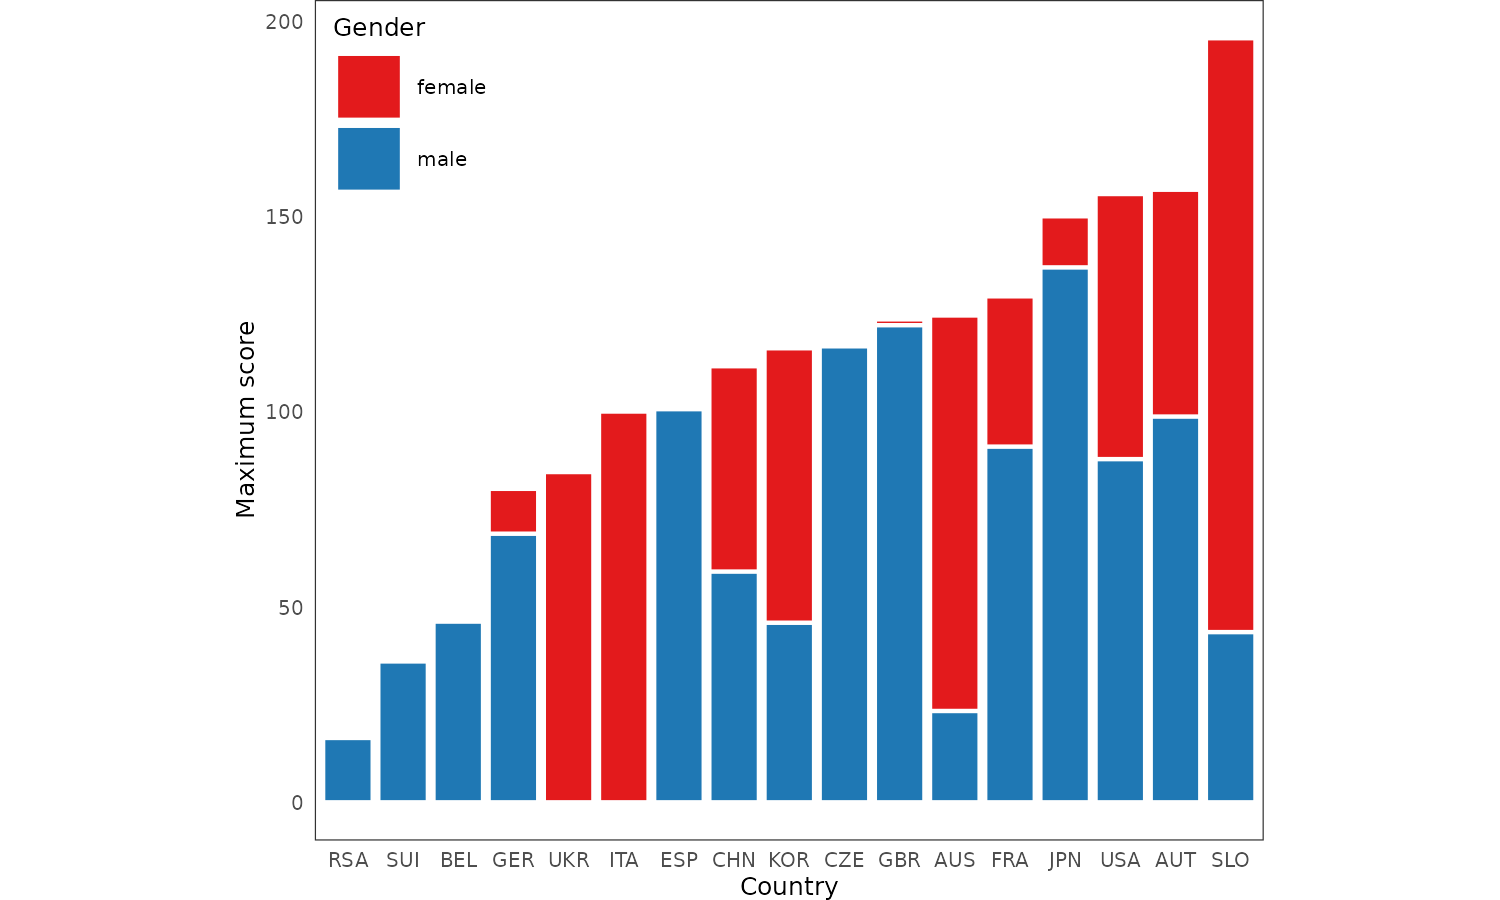 Gender
female
male
200
150
100
50
0
Maximum score
RSA SUI BEL GER UKR ITA ESP CHN KOR CZE GBR AUS FRA JPN USA AUT SLO
Country